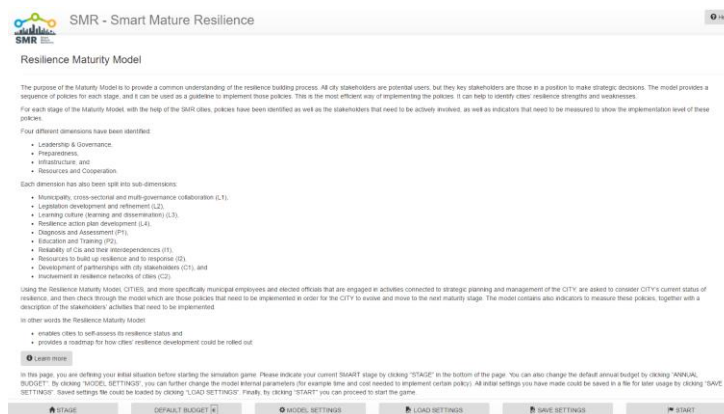 SMR - Smart Mature Resilience
SMR
Resilience Maturity Model
The purpose of the Maturity Model is to provide a common understanding of the resilience building process. All city stakeholders are potential users, but they key stakeholders are those in a position to make strategic decisions. The model provides a
sequence of policies for each stage, and it can be used as a guideline to implement those policies. This is the most efficient way of implementing the policies. It can help to identify cities' resilience strengths and weaknesses.
For each stage of the Maturity Model, with the help of the SMR cities, policies have been identified as well as the stakeholders that need to be actively involved, as well as indicators that need to be measured to show the implementation level of these
policies.
Four different dimensions have been identified:
• Leadership & Governance,
• Preparedness,
• Infrastructure, and
• Resources and Cooperation.
Each dimension has also been split into sub-dimensions:
• Municipality, cross-sectorial and multi-governance collaboration (L1),
• Legislation development and refinement (L2),
• Learning culture (learning and dissemination) (L3),
• Resilience action plan development (L4),
• Diagnosis and Assessment (P1),
• Education and Training (P2),
• Reliability of CIs and their interdependences (I1),
• Resources to build up resilience and to response (I2),
• Development of partnerships with city stakeholders (C1), and
• Involvement in resilience networks of cities (C2).
Using the Resilience Maturity Model, CITIES, and more specifically municipal employees and elected officials that are engaged in activities connected to strategic planning and management of the CITY, are asked to consider CITY's current status of
resilience, and then check through the model which are those policies that need to be implemented in order for the CITY to evolve and move to the next maturity stage. The model contains also indicators to measure these policies, together with a
description of the implemented activities that need to be implemented.
In other words the Resilience Maturity Model:
• enables cities to self-assess its resilience status and
• provides a roadmap for how cities' resilience development could be rolled out.
Learn more
In this page, you are defining your initial situation before starting the simulation game. Please indicate your current SMART stage by clicking "STAGE" in the bottom of the page. You can also change the default annual budget by clicking "ANNUAL
BUDGET". By clicking "MODEL SETTINGS", you can further change the model internal parameters (for example time and cost needed to implement certain policy). All initial settings you have made could be saved in a file for later usage by clicking "SAVE
SETTINGS". Saved settings file could be loaded by clicking "LOAD SETTINGS". Finally, by clicking "START" you can proceed to start the game.
STAGE DEFAULT BUDGET MODEL SETTINGS LOAD SETTINGS SAVE SETTINGS START